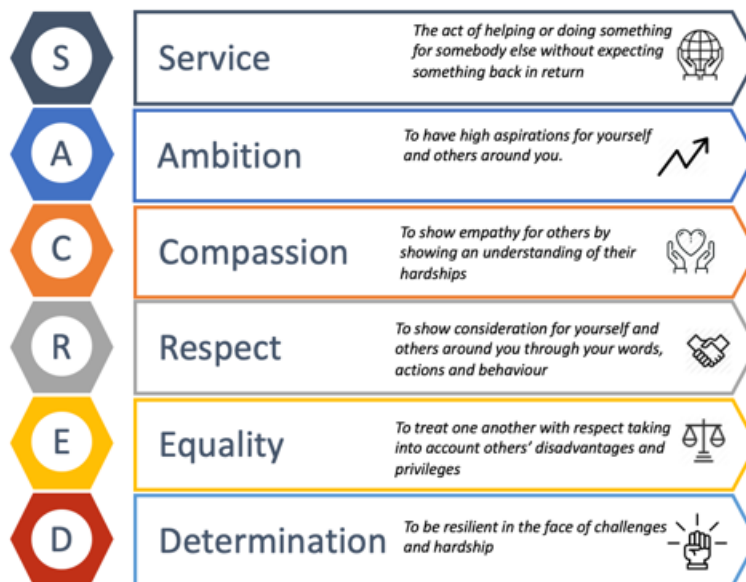 S
Service
The act of helping or doing something
for somebody else without expecting
something back in return
A
Ambition
To have high aspirations for yourself
and others around you.
C
Compassion
To show empathy for others by
showing an understanding of their
hardships
R
Respect
To show consideration for yourself and
others around you through your words,
actions and behaviour
E
Equality
To treat one another with respect taking
into account others’ disadvantages and
privileges
D
Determination
To be resilient in the face of challenges
and hardship